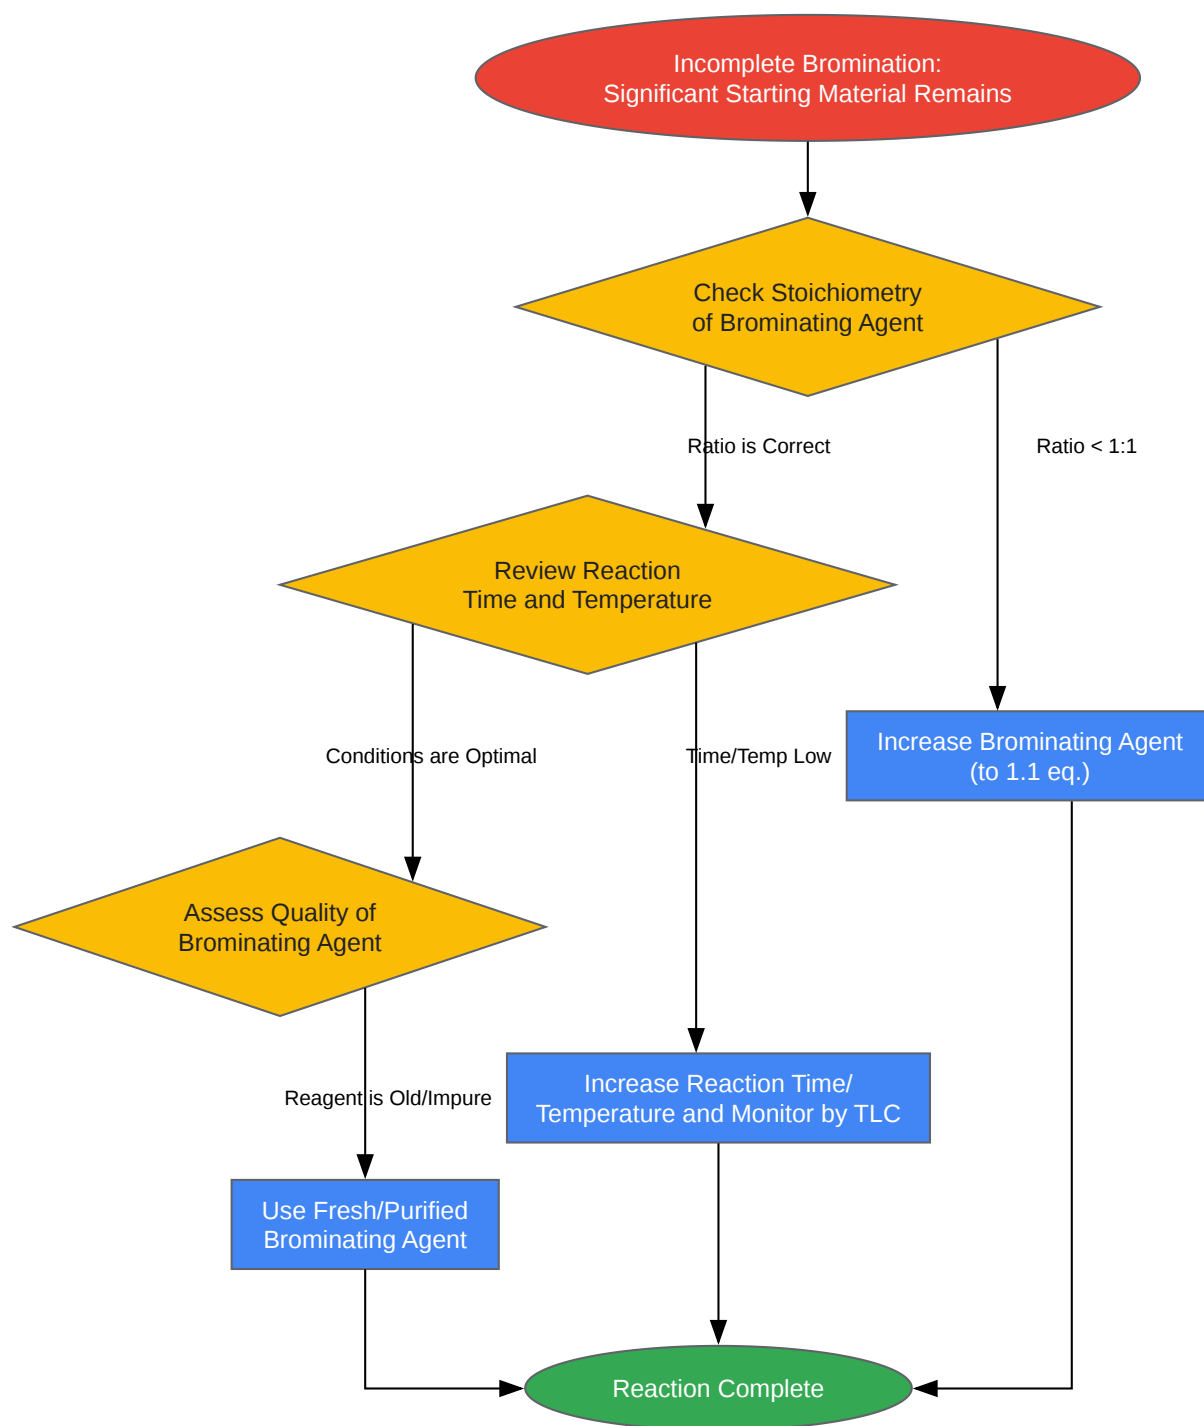 Incomplete Bromination:
Significant Starting Material Remains
Check Stoichiometry
of Brominating Agent
Ratio is Correct
Ratio < 1:1
Review Reaction
Time and Temperature
Increase Brominating Agent
(to 1.1 eq.)
Conditions are Optimal
Time/Temp Low
Assess Quality of
Brominating Agent
Increase Reaction Time/
Temperature and Monitor by TLC
Reagent is Old/Impure
Use Fresh/Purified
Brominating Agent
Reaction Complete